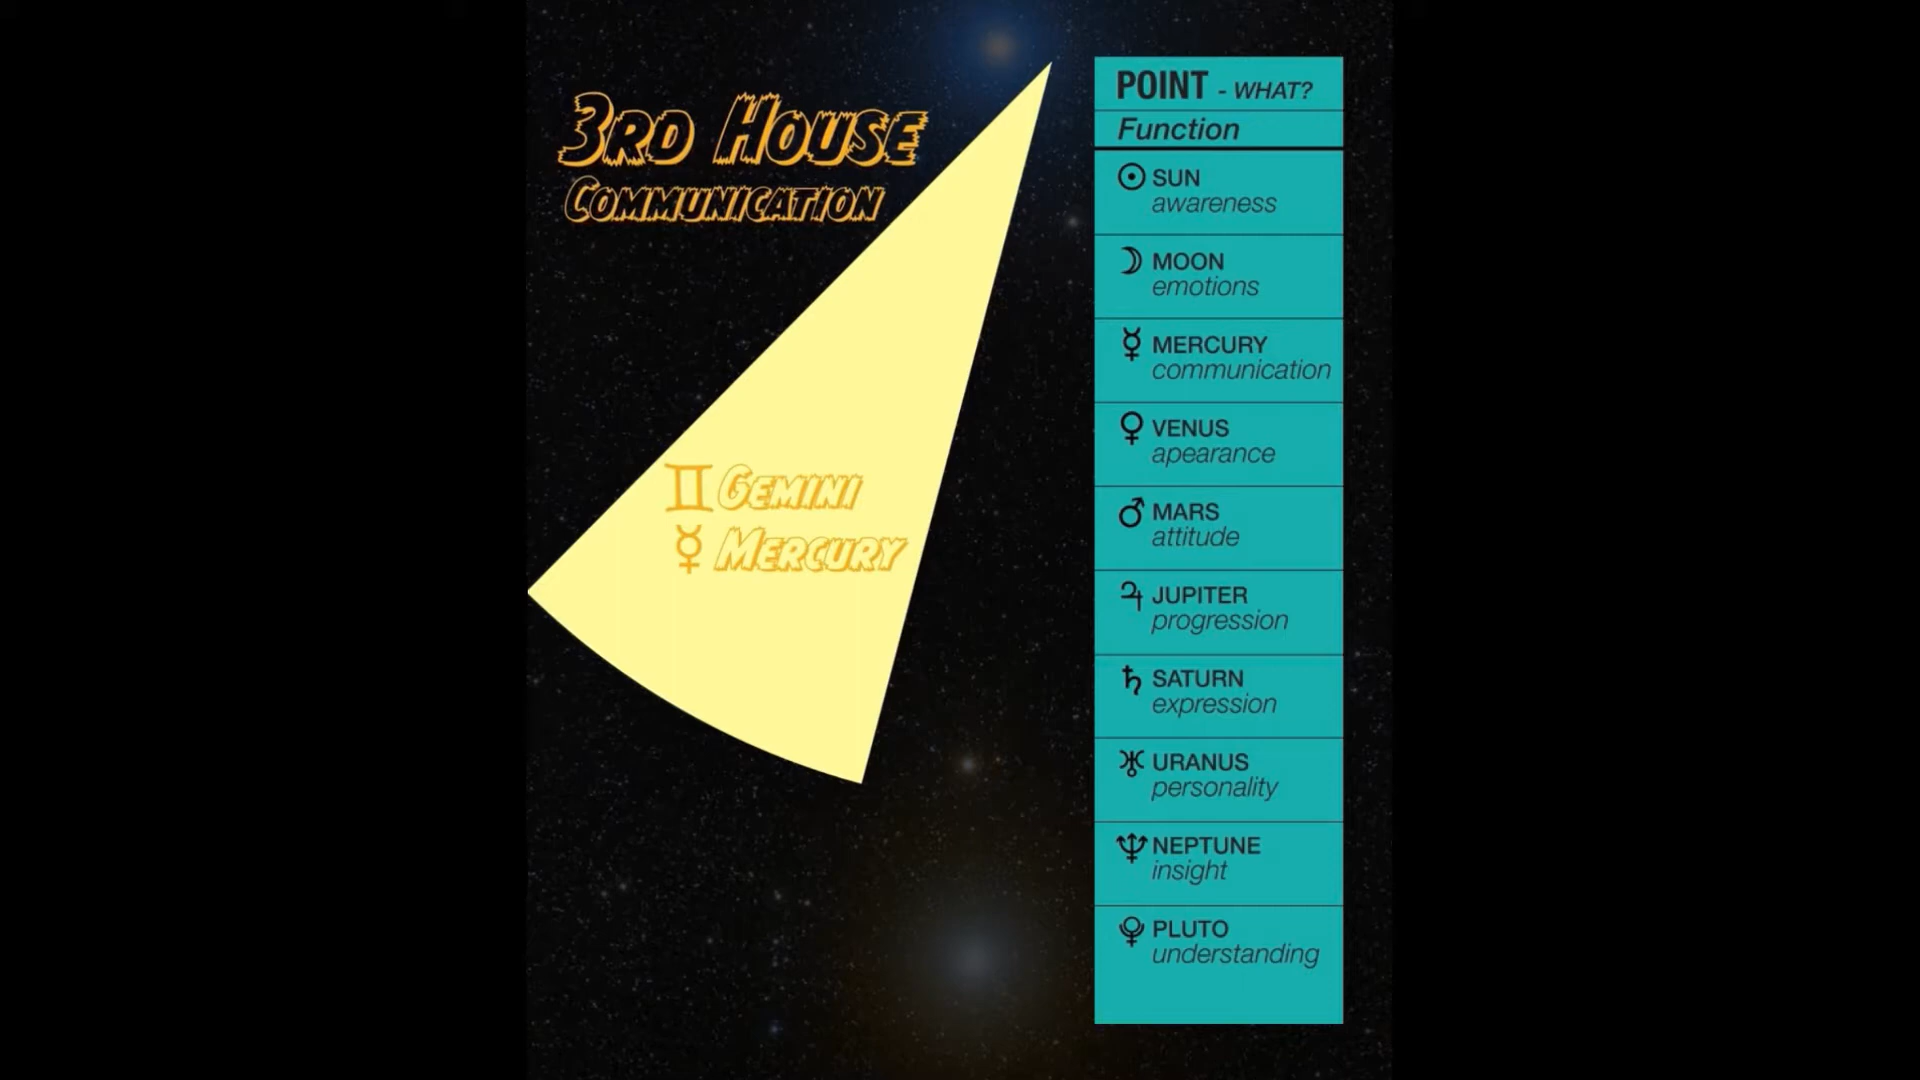 3rd House
Communication
♊ Gemini
☿ Mercury
POINT - WHAT?
Function
☉ SUN
awareness
☽ MOON
emotions
☿ MERCURY
communication
♀ VENUS
apearance
♂ MARS
attitude
♃ JUPITER
progression
♄ SATURN
expression
♅ URANUS
personality
♆ NEPTUNE
insight
♇ PLUTO
understanding